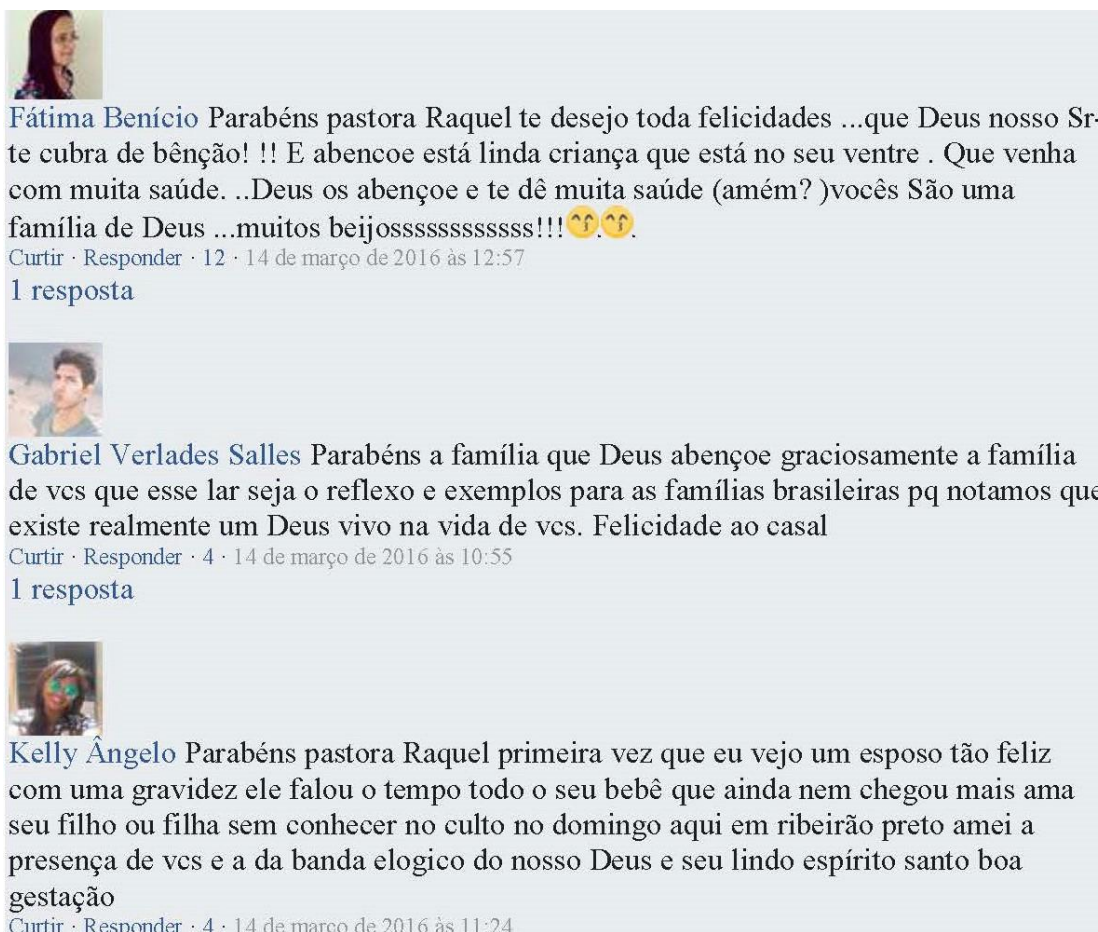 Fátima Benício Parabéns pastora Raquel te desejo toda felicidades ...que Deus nosso Sr-
te cubra de bênção! !! E abencoe está linda criança que está no seu ventre . Que venha
com muita saúde. ..Deus os abençoe e te dê muita saúde (amém? )vocês São uma
família de Deus ...muitos beijosssssssssssss!!!😙.😙.
Curtir · Responder · 12 · 14 de março de 2016 às 12:57
1 resposta
Gabriel Verlades Salles Parabéns a família que Deus abençoe graciosamente a família
de vcs que esse lar seja o reflexo e exemplos para as famílias brasileiras pq notamos que
existe realmente um Deus vivo na vida de vcs. Felicidade ao casal
Curtir · Responder · 4 · 14 de março de 2016 às 10:55
1 resposta
Kelly Ângelo Parabéns pastora Raquel primeira vez que eu vejo um esposo tão feliz
com uma gravidez ele falou o tempo todo o seu bebê que ainda nem chegou mais ama
seu filho ou filha sem conhecer no culto no domingo aqui em ribeirão preto amei a
presença de vcs e a da banda elogico do nosso Deus e seu lindo espírito santo boa
gestação
Curtir · Responder · 4 · 14 de março de 2016 às 11:24